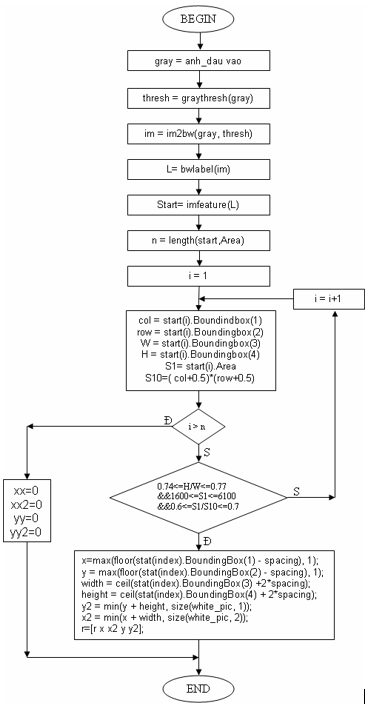 BEGIN
gray = anh_dau vao
thresh = graythresh(gray)
im = im2bw(gray, thresh)
L= bwlabel(im)
Start= imfeature(L)
n = length(start,Area)
i = 1
i = i+1
col = start(i).Boundindbox(1)
row = start(i).Boundingbox(2)
W = start(i).Boundingbox(3)
H = start(i).Boundingbox(4)
S1= start(i).Area
S10=( col+0.5)*(row+0.5)
Đ
i > n
S
0.74<=H/W<=0.77
&&1600<=S1<=6100
&&0.6<=S1/S10<=0.7
S
xx=0
xx2=0
yy=0
yy2=0
Đ
x=max(floor(stat(index).BoundingBox(1) - spacing), 1);
y = max(floor(stat(index).BoundingBox(2) - spacing), 1);
width = ceil(stat(index).BoundingBox(3) +2*spacing);
height = ceil(stat(index).BoundingBox(4) + 2*spacing);
y2 = min(y + height, size(white_pic, 1));
x2 = min(x + width, size(white_pic, 2));
r=[r x x2 y y2];
END